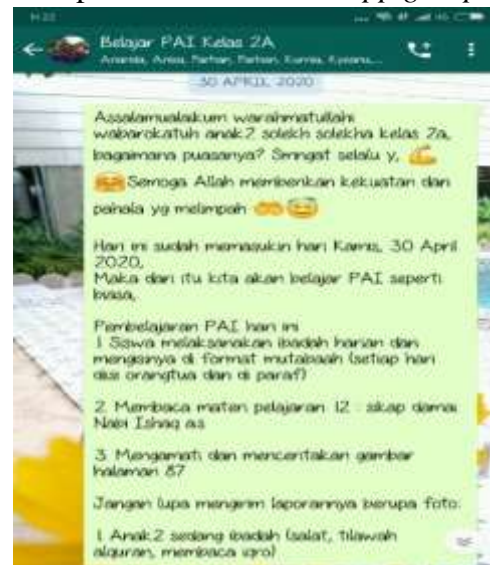 Belajar PAI Kelas 2A
30 APRIL, 2020
Assalamualaikum warahmatullahi
wabarokatuh anak2 solekh solekha kelas 2a,
bagaimana puasanya? Smngat selalu y, 💪
🤗Semoga Allah memberikan kekuatan dan
pahala yg melimpah 🤲😇
Hari ini sudah memasukin hari Kamis, 30 April
2020,
Maka dari itu kita akan belajar PAI seperti
biasa,
Pembelajaran PAI hari ini
1 Siswa melaksanakan ibadah harian dan
mengisinya di format mutabaah (setiap hari
diisi orangtua dan di paraf)
2 Membaca materi pelajaran 12 : sikap damai
Nabi Ishaq as
3 Mengamati dan menceritakan gambar
halaman 87
Jangan lupa mengirim laporannya berupa foto:
1 Anak2 sedang ibadah (salat, tilawah
alquran, membaca iqro)